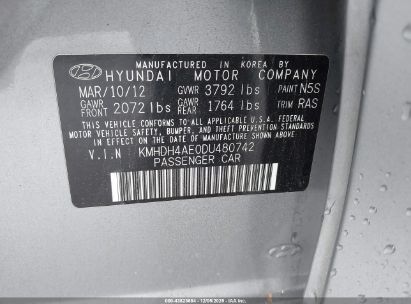 MANUFACTURED IN KOREA BY
HYUNDAI MOTOR COMPANY
MAR/10/12 GVWR 3792 lbs PAINT N5S
GAWR FRONT 2072 lbs GAWR REAR 1764 lbs TRIM RAS
THIS VEHICLE CONFORMS TO ALL APPLICABLE U.S.A. FEDERAL
MOTOR VEHICLE SAFETY, BUMPER, AND THEFT PREVENTION STANDARDS
IN EFFECT ON THE DATE OF MANUFACTURE SHOWN ABOVE.
V.I.N KMHDH4AE0DU480742
PASSENGER CAR